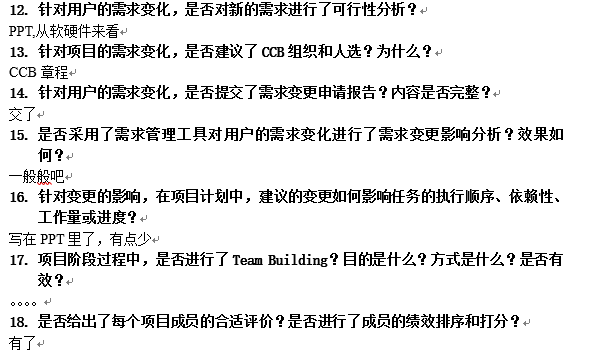 12. 针对用户的需求变化，是否对新的需求进行了可行性分析？
PPT,从软硬件来看
13. 针对项目的需求变化，是否建议了 CCB 组织和人选？为什么？
CCB 章程
14. 针对用户的需求变化，是否提交了需求变更申请报告？内容是否完整？
交了
15. 是否采用了需求管理工具对用户的需求变化进行了需求变更影响分析？效果如
何？
一般般吧
16. 针对变更的影响，在项目计划中，建议的变更如何影响任务的执行顺序、依赖性、
工作量或进度？
写在 PPT 里了，有点少
17. 项目阶段过程中，是否进行了 Team Building？目的是什么？方式是什么？是否有
效？
。。。。
18. 是否给出了每个项目成员的合适评价？是否进行了成员的绩效排序和打分？
有了